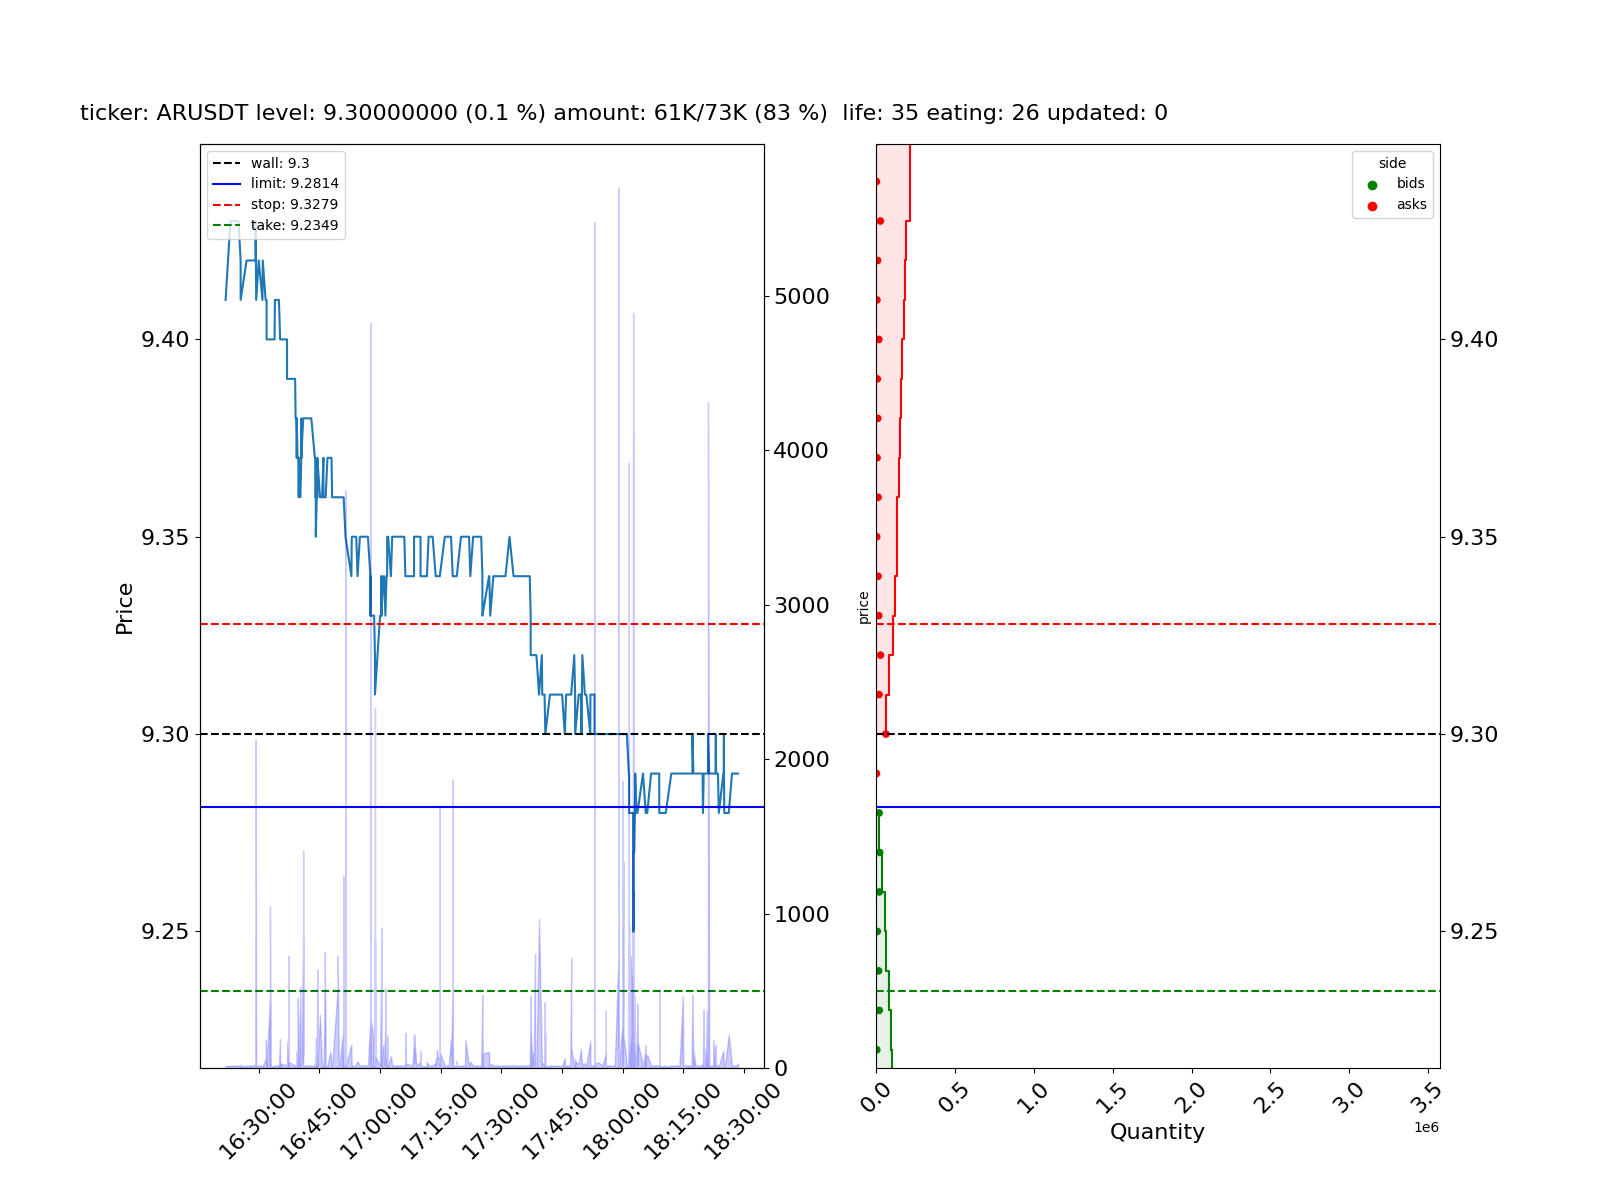 ticker: ARUSDT level: 9.30000000 (0.1 %) amount: 61K/73K (83 %)  life: 35 eating: 26 updated: 0
wall: 9.3
limit: 9.2814
stop: 9.3279
take: 9.2349
Price
9.40
9.35
9.30
9.25
5000
4000
3000
2000
1000
0
16:30:00
16:45:00
17:00:00
17:15:00
17:30:00
17:45:00
18:00:00
18:15:00
18:30:00
side
bids
asks
price
9.40
9.35
9.30
9.25
0.0
0.5
1.0
1.5
2.0
2.5
3.0
3.5
1e6
Quantity